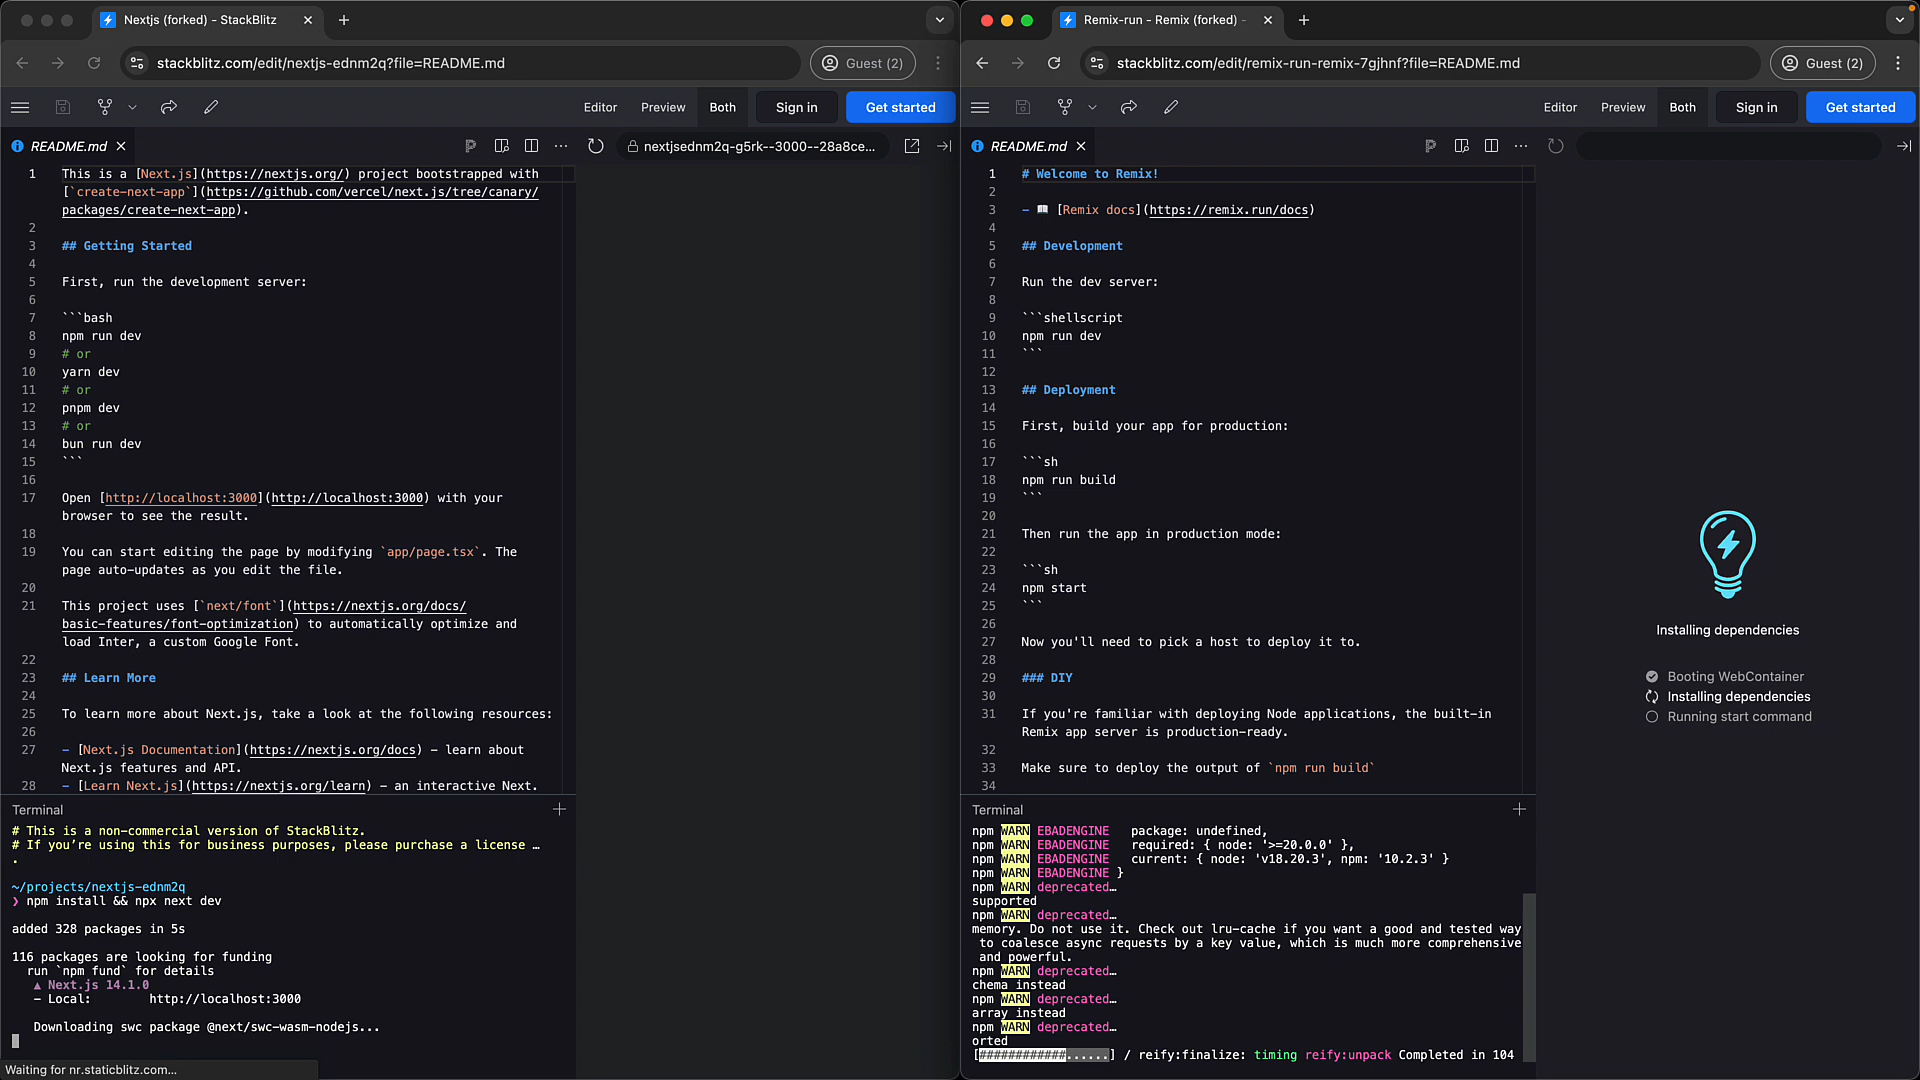 Nextjs (forked) - StackBlitz
stackblitz.com/edit/nextjs-ednm2q?file=README.md
Guest (2)
Editor
Preview
Both
Sign in
Get started
README.md
nextjsednm2q-g5rk--3000--28a8ce...
1 This is a [Next.js](https://nextjs.org/) project bootstrapped with
[`create-next-app`](https://github.com/vercel/next.js/tree/canary/
packages/create-next-app).
2
3 ## Getting Started
4
5 First, run the development server:
6
7 ```bash
8 npm run dev
9 # or
10 yarn dev
11 # or
12 pnpm dev
13 # or
14 bun run dev
15 ```
16
17 Open [http://localhost:3000](http://localhost:3000) with your
browser to see the result.
18
19 You can start editing the page by modifying `app/page.tsx`. The
page auto-updates as you edit the file.
20
21 This project uses [`next/font`](https://nextjs.org/docs/
basic-features/font-optimization) to automatically optimize and
load Inter, a custom Google Font.
22
23 ## Learn More
24
25 To learn more about Next.js, take a look at the following resources:
26
27 - [Next.js Documentation](https://nextjs.org/docs) – learn about
Next.js features and API.
28 - [Learn Next.js](https://nextjs.org/learn) – an interactive Next.
Terminal
# This is a non-commercial version of StackBlitz.
# If you’re using this for business purposes, please purchase a license …
.
~/projects/nextjs-ednm2q
❯ npm install && npx next dev
added 328 packages in 5s
116 packages are looking for funding
run `npm fund` for details
▲ Next.js 14.1.0
- Local: http://localhost:3000
Downloading swc package @next/swc-wasm-nodejs...
Waiting for nr.staticblitz.com...
Remix-run - Remix (forked) -
stackblitz.com/edit/remix-run-remix-7gjhnf?file=README.md
Guest (2)
Editor
Preview
Both
Sign in
Get started
README.md
1 # Welcome to Remix!
2
3 - 📖 [Remix docs](https://remix.run/docs)
4
5 ## Development
6
7 Run the dev server:
8
9 ```shellscript
10 npm run dev
11 ```
12
13 ## Deployment
14
15 First, build your app for production:
16
17 ```sh
18 npm run build
19 ```
20
21 Then run the app in production mode:
22
23 ```sh
24 npm start
25 ```
26
27 Now you'll need to pick a host to deploy it to.
28
29 ### DIY
30
31 If you're familiar with deploying Node applications, the built-in
Remix app server is production-ready.
32
33 Make sure to deploy the output of `npm run build`
34
Terminal
npm WARN EBADENGINE package: undefined,
npm WARN EBADENGINE required: { node: '>=20.0.0' },
npm WARN EBADENGINE current: { node: 'v18.20.3', npm: '10.2.3' }
npm WARN EBADENGINE }
npm WARN deprecated…
supported
npm WARN deprecated…
memory. Do not use it. Check out lru-cache if you want a good and tested way
to coalesce async requests by a key value, which is much more comprehensive
and powerful.
npm WARN deprecated…
chema instead
npm WARN deprecated…
array instead
npm WARN deprecated…
orted
[############......] / reify:finalize: timing reify:unpack Completed in 104
Installing dependencies
Booting WebContainer
Installing dependencies
Running start command